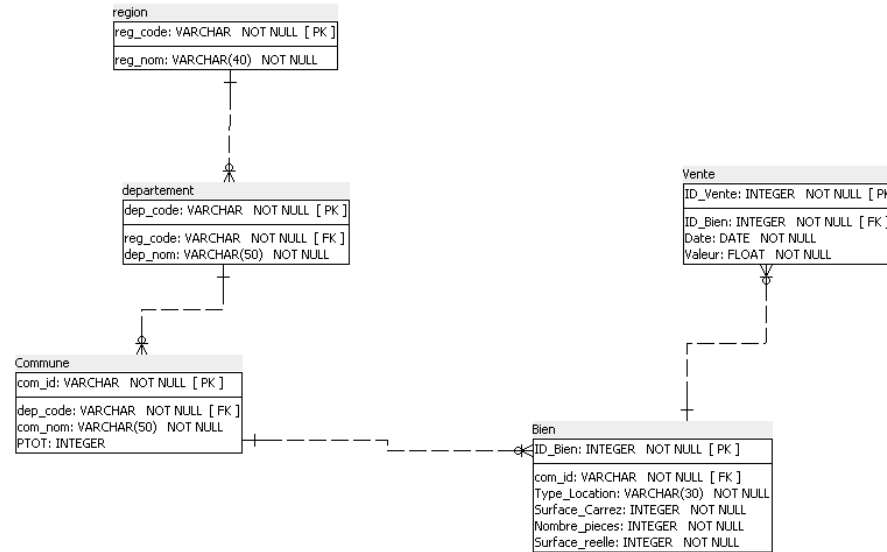 region
reg_code: VARCHAR NOT NULL [ PK ]
reg_nom: VARCHAR(40) NOT NULL
departement
dep_code: VARCHAR NOT NULL [ PK ]
reg_code: VARCHAR NOT NULL [ FK ]
dep_nom: VARCHAR(50) NOT NULL
Vente
ID_Vente: INTEGER NOT NULL [ PK
ID_Bien: INTEGER NOT NULL [ FK ]
Date: DATE NOT NULL
Valeur: FLOAT NOT NULL
Commune
com_id: VARCHAR NOT NULL [ PK ]
dep_code: VARCHAR NOT NULL [ FK ]
com_nom: VARCHAR(50) NOT NULL
PTOT: INTEGER
Bien
ID_Bien: INTEGER NOT NULL [ PK ]
com_id: VARCHAR NOT NULL [ FK ]
Type_Location: VARCHAR(30) NOT NULL
Surface_Carrez: INTEGER NOT NULL
Nombre_pieces: INTEGER NOT NULL
Surface_reelle: INTEGER NOT NULL